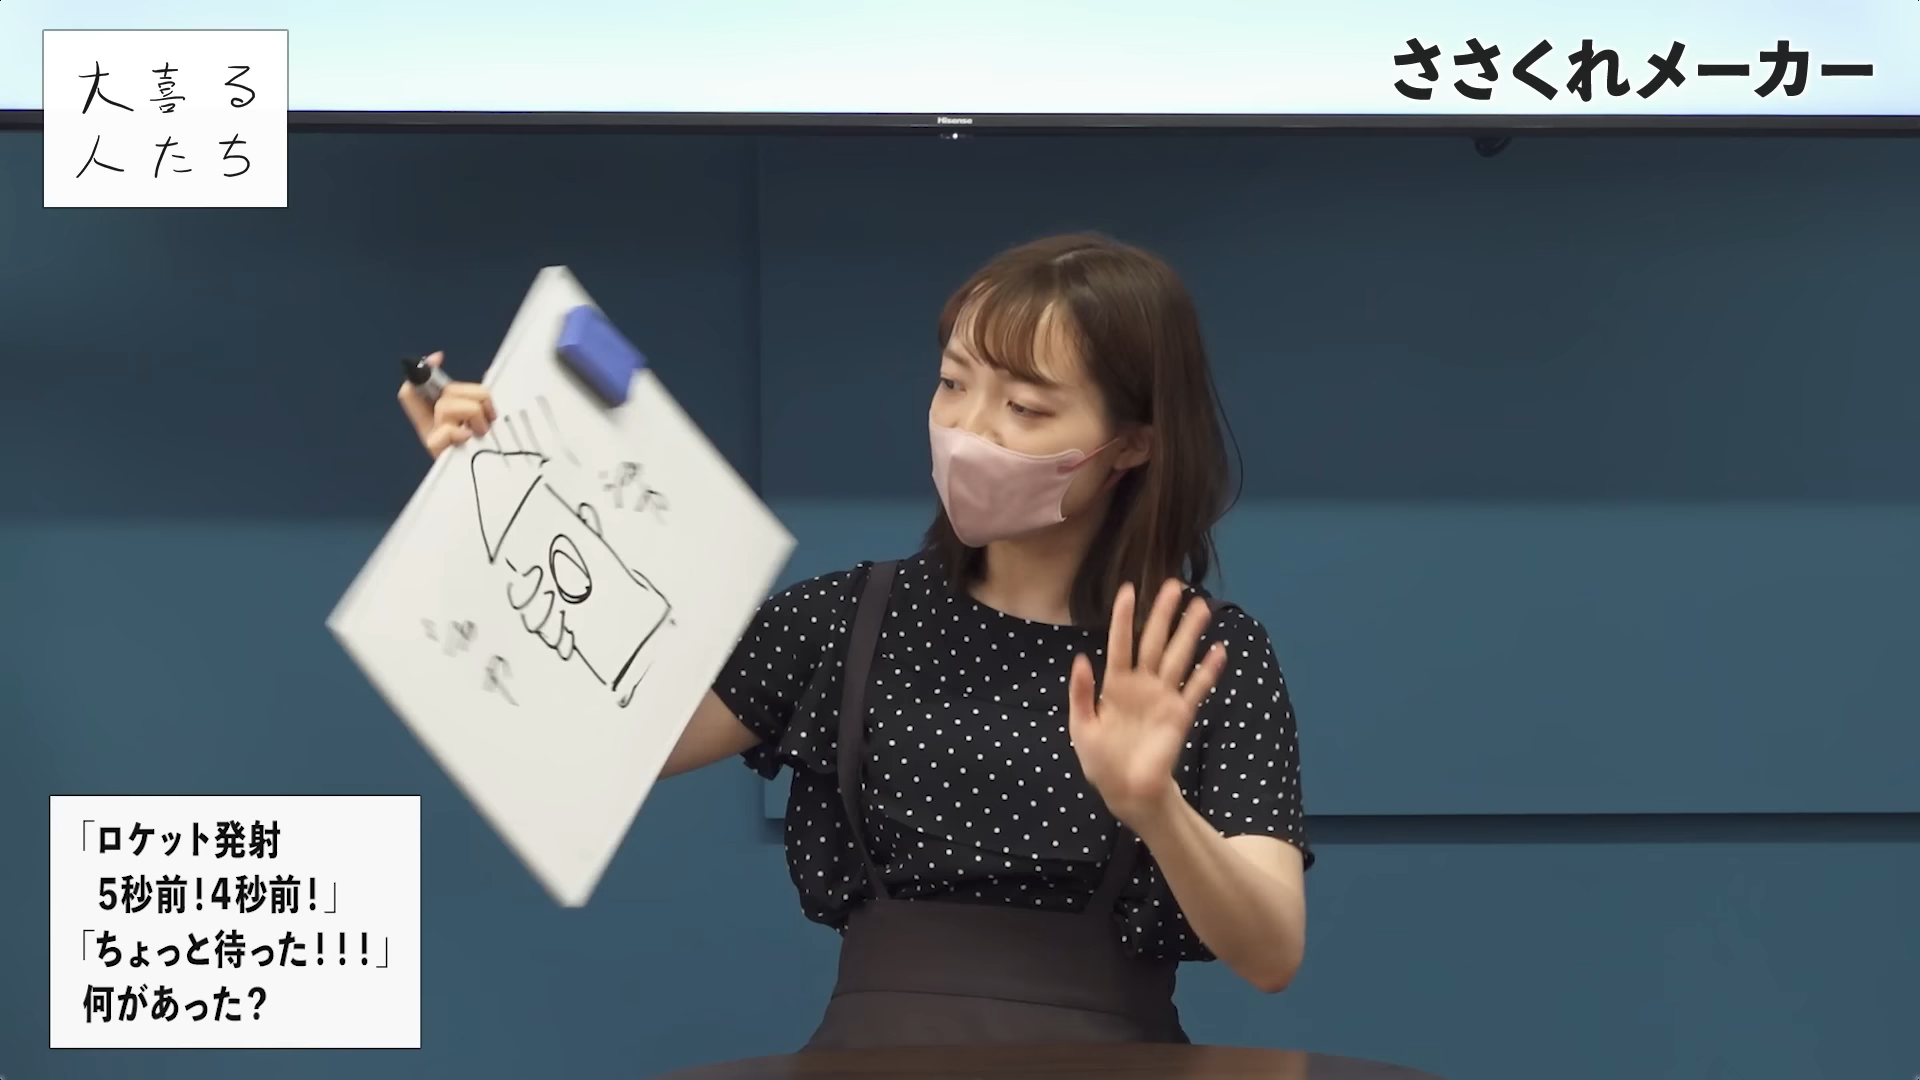 大喜る
人たち
ささくれメーカー
Hisense
「ロケット発射
5秒前!4秒前!」
「ちょっと待った!!!」
何があった?